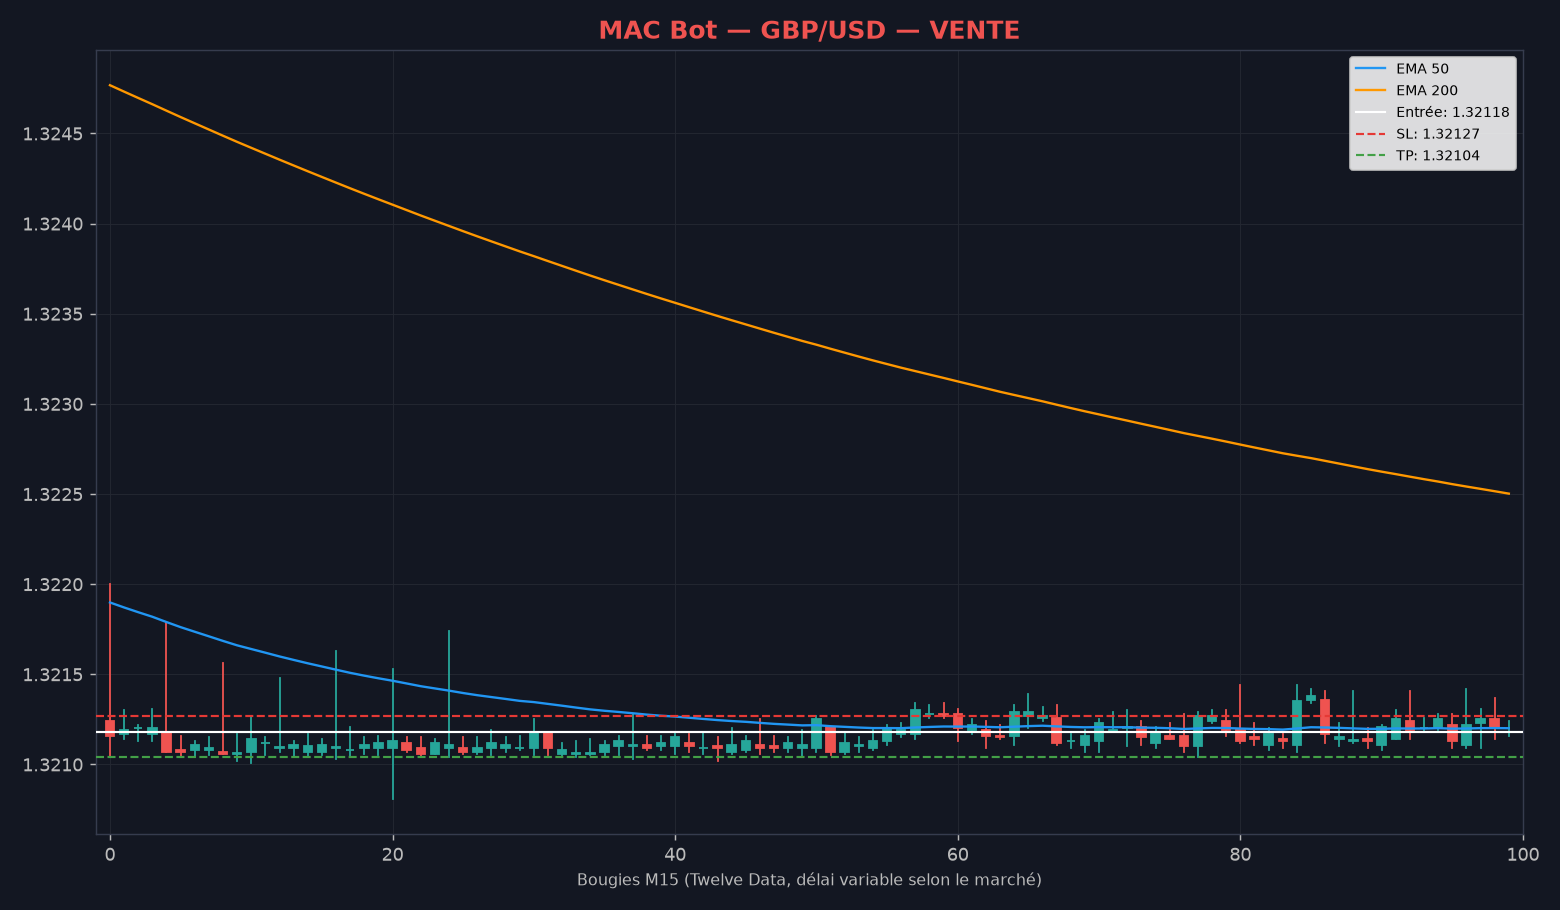 MAC Bot — GBP/USD — VENTE
EMA 50
EMA 200
Entrée: 1.32118
SL: 1.32127
TP: 1.32104
1.3245
1.3240
1.3235
1.3230
1.3225
1.3220
1.3215
1.3210
0 20 40 60 80 100
Bougies M15 (Twelve Data, délai variable selon le marché)